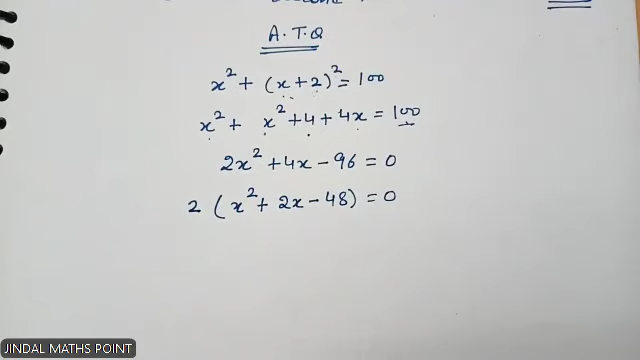 A.T.Q
x² + (x+2)² = 100
x² + x² + 4 + 4x = 100
2x² + 4x - 96 = 0
2 (x² + 2x - 48) = 0
JINDAL MATHS POINT